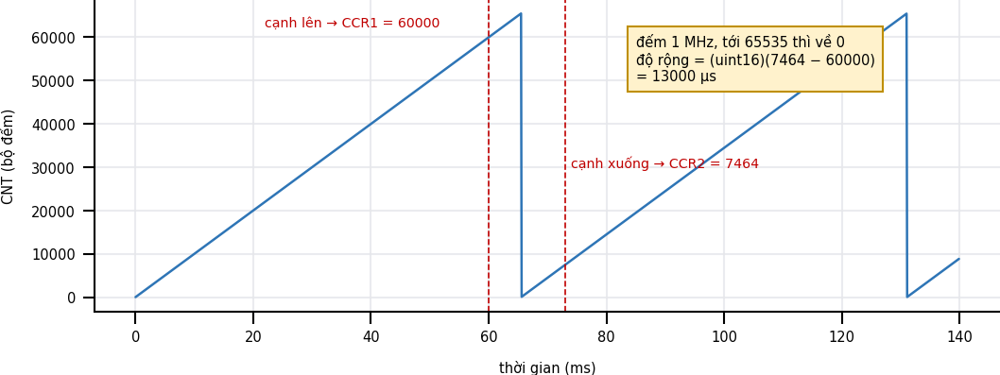 cạnh lên → CCR1 = 60000
đếm 1 MHz, tới 65535 thì về 0
độ rộng = (uint16)(7464 − 60000)
= 13000 µs
cạnh xuống → CCR2 = 7464
CNT (bộ đếm)
60000
50000
40000
30000
20000
10000
0
0 20 40 60 80 100 120 140
thời gian (ms)